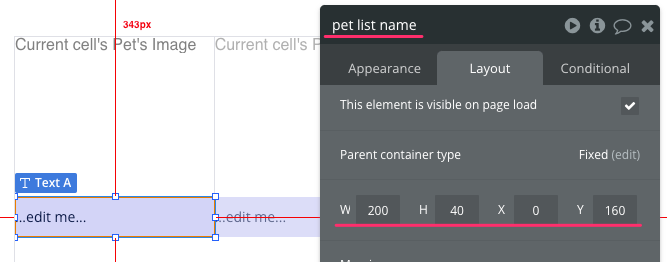 343px
Current cell's Pet's Image
Current cell's Pet's
Text A
...edit me...
...edit me...
pet list name
Appearance
Layout
Conditional
This element is visible on page load
Parent container type
Fixed (edit)
W 200 H 40 X 0 Y 160